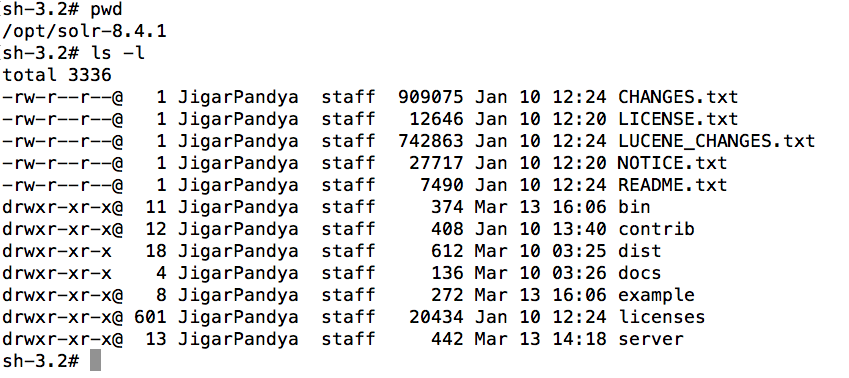 sh-3.2# pwd
/opt/solr-8.4.1
sh-3.2# ls -l
total 3336
-rw-r--r--@   1 JigarPandya  staff  909075 Jan 10 12:24 CHANGES.txt
-rw-r--r--@   1 JigarPandya  staff   12646 Jan 10 12:20 LICENSE.txt
-rw-r--r--@   1 JigarPandya  staff  742863 Jan 10 12:24 LUCENE_CHANGES.txt
-rw-r--r--@   1 JigarPandya  staff   27717 Jan 10 12:20 NOTICE.txt
-rw-r--r--@   1 JigarPandya  staff    7490 Jan 10 12:24 README.txt
drwxr-xr-x@  11 JigarPandya  staff     374 Mar 13 16:06 bin
drwxr-xr-x@  12 JigarPandya  staff     408 Jan 10 13:40 contrib
drwxr-xr-x   18 JigarPandya  staff     612 Mar 10 03:25 dist
drwxr-xr-x    4 JigarPandya  staff     136 Mar 10 03:26 docs
drwxr-xr-x@   8 JigarPandya  staff     272 Mar 13 16:06 example
drwxr-xr-x@ 601 JigarPandya  staff   20434 Jan 10 12:24 licenses
drwxr-xr-x@  13 JigarPandya  staff     442 Mar 13 14:18 server
sh-3.2#